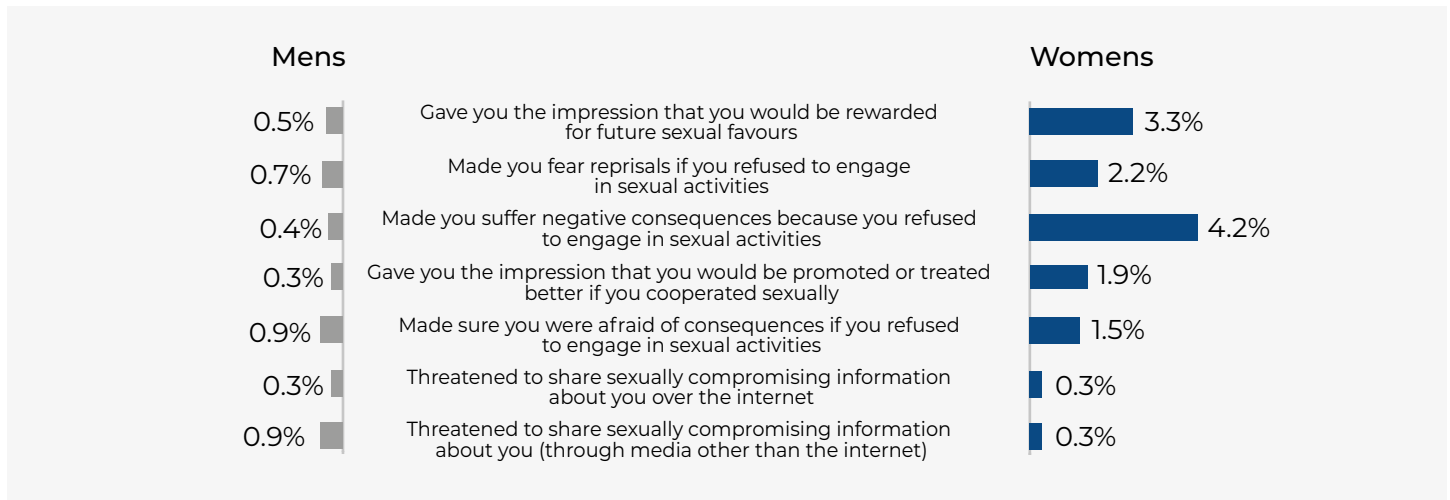 Mens
Womens
0.5%
Gave you the impression that you would be rewarded
for future sexual favours
3.3%
0.7%
Made you fear reprisals if you refused to engage
in sexual activities
2.2%
0.4%
Made you suffer negative consequences because you refused
to engage in sexual activities
4.2%
0.3%
Gave you the impression that you would be promoted or treated
better if you cooperated sexually
1.9%
0.9%
Made sure you were afraid of consequences if you refused
to engage in sexual activities
1.5%
0.3%
Threatened to share sexually compromising information
about you over the internet
0.3%
0.9%
Threatened to share sexually compromising information
about you (through media other than the internet)
0.3%